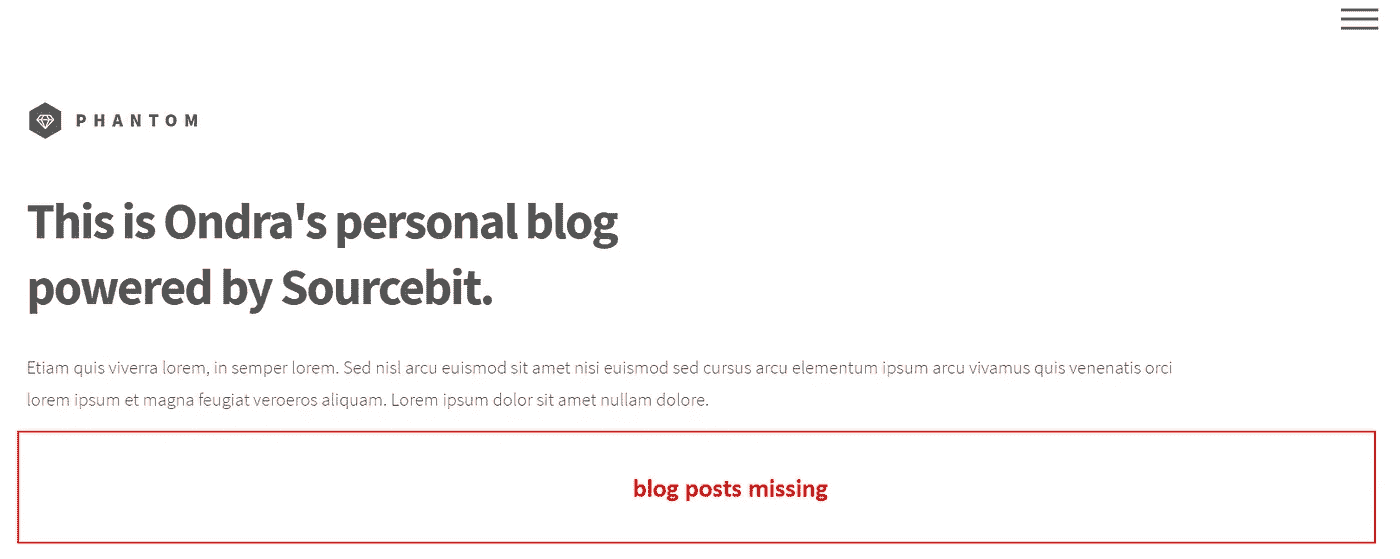 PHANTOM
This is Ondra's personal blog
powered by Sourcebit.
Etiam quis viverra lorem, in semper lorem. Sed nisl arcu euismod sit amet nisi euismod sed cursus arcu elementum ipsum arcu vivamus quis venenatis orci
lorem ipsum et magna feugiat veroeros aliquam. Lorem ipsum dolor sit amet nullam dolore.
blog posts missing